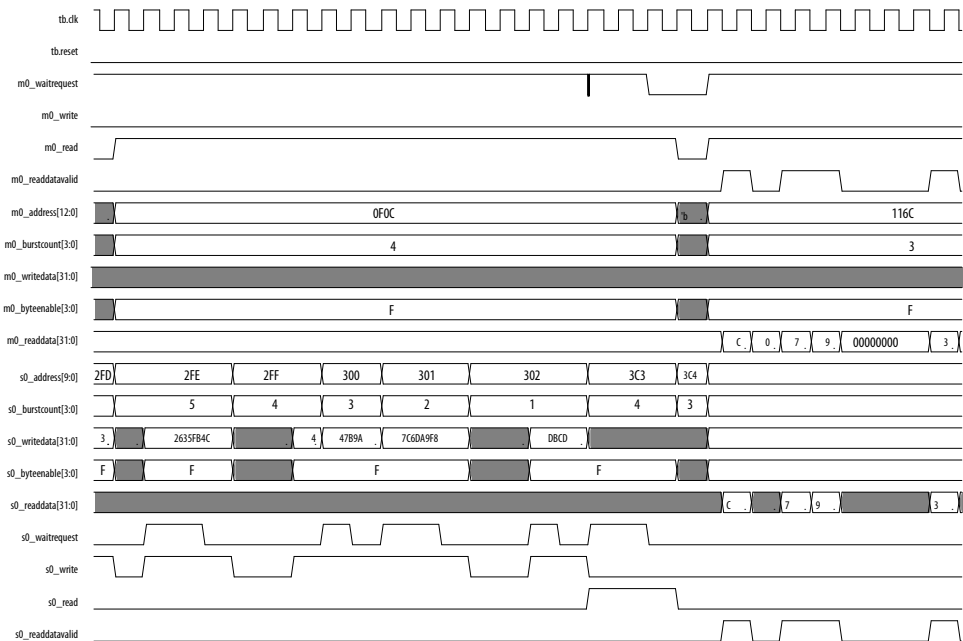 tb.clk
tb.reset
m0_waitrequest
m0_write
m0_read
m0_readdatavalid
m0_address[12:0] . 0F0C 'b . 116C
m0_burstcount[3:0] 4 3
m0_writedata[31:0]
m0_byteenable[3:0] F F
m0_readdata[31:0] C . 0 . 7 . 9 . 00000000 3 .
s0_address[9:0] 2FD 2FE 2FF 300 301 302 3C3 3C4
s0_burstcount[3:0] 5 4 3 2 1 4 3
s0_writedata[31:0] 3 . . 2635FB4C . 4 . 47B9A . 7C6DA9F8 . DBCD .
s0_byteenable[3:0] F F F F
s0_readdata[31:0] C . . 7 . 9 . 3 .
s0_waitrequest
s0_write
s0_read
s0_readdatavalid